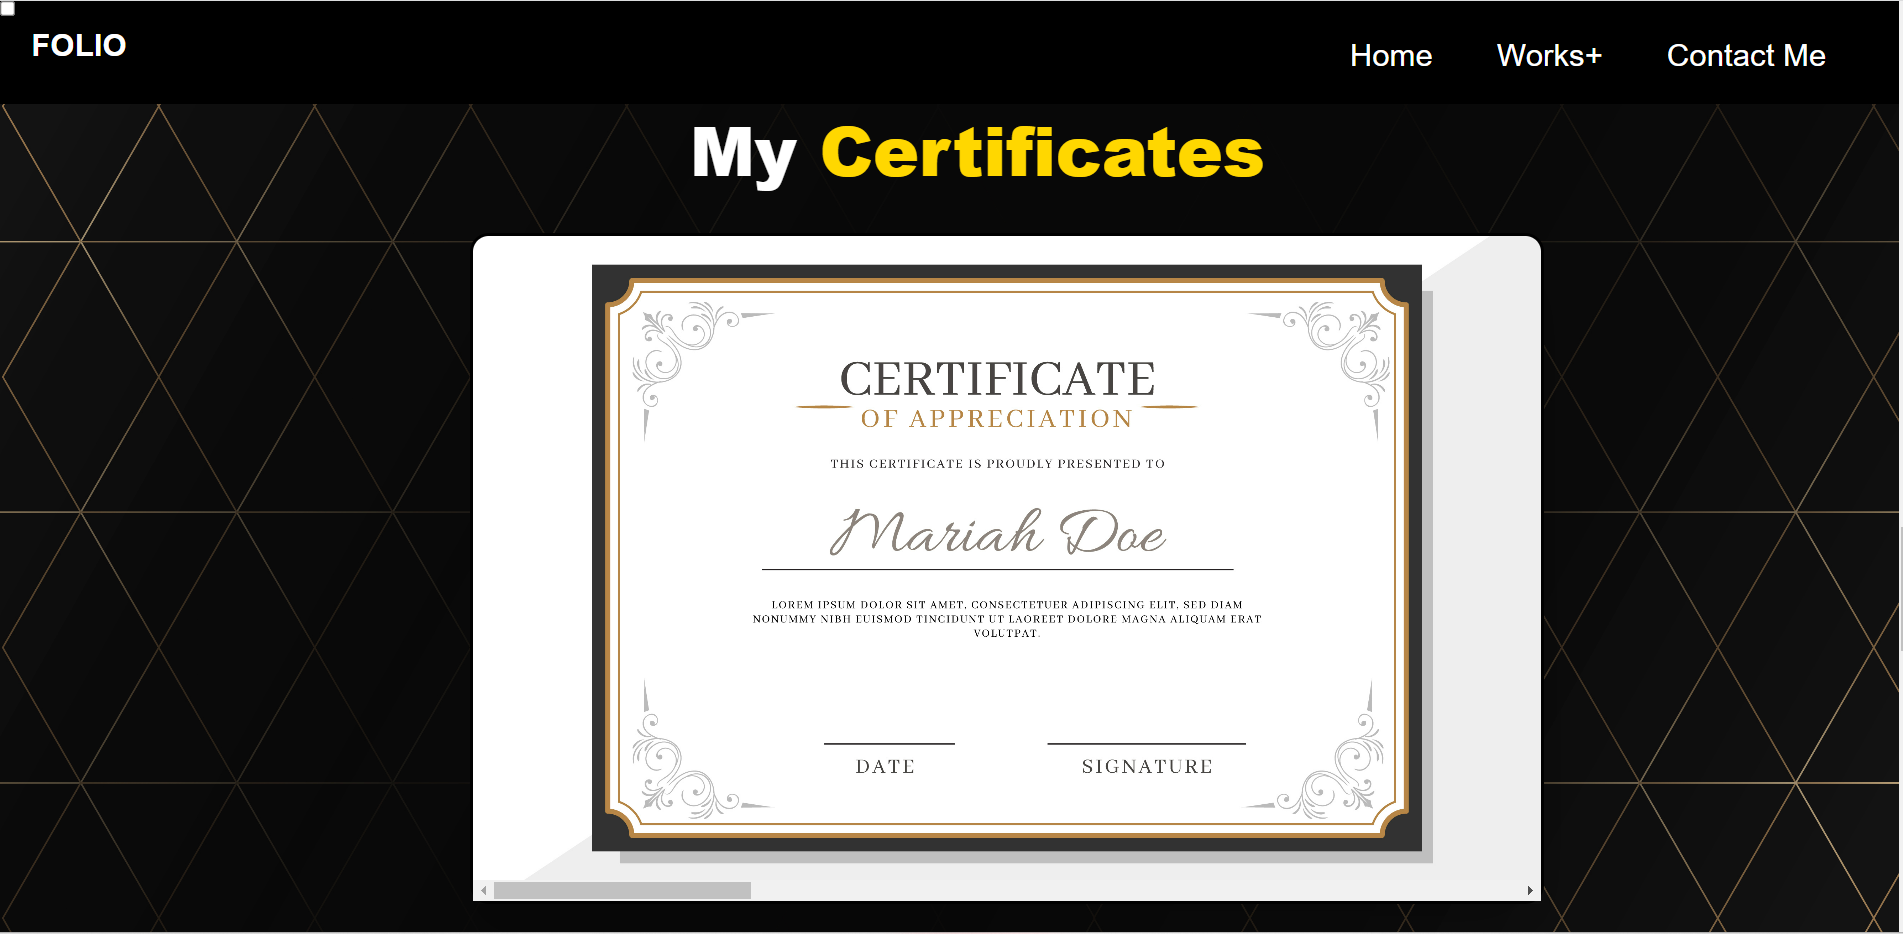 FOLIO
Home Works+ Contact Me
My Certificates
CERTIFICATE
OF APPRECIATION
THIS CERTIFICATE IS PROUDLY PRESENTED TO
Mariah Doe
LOREM IPSUM DOLOR SIT AMET, CONSECTETUER ADIPISCING ELIT, SED DIAM
NONUMMY NIBH EUISMOD TINCIDUNT UT LAOREET DOLORE MAGNA ALIQUAM ERAT
VOLUTPAT.
DATE SIGNATURE